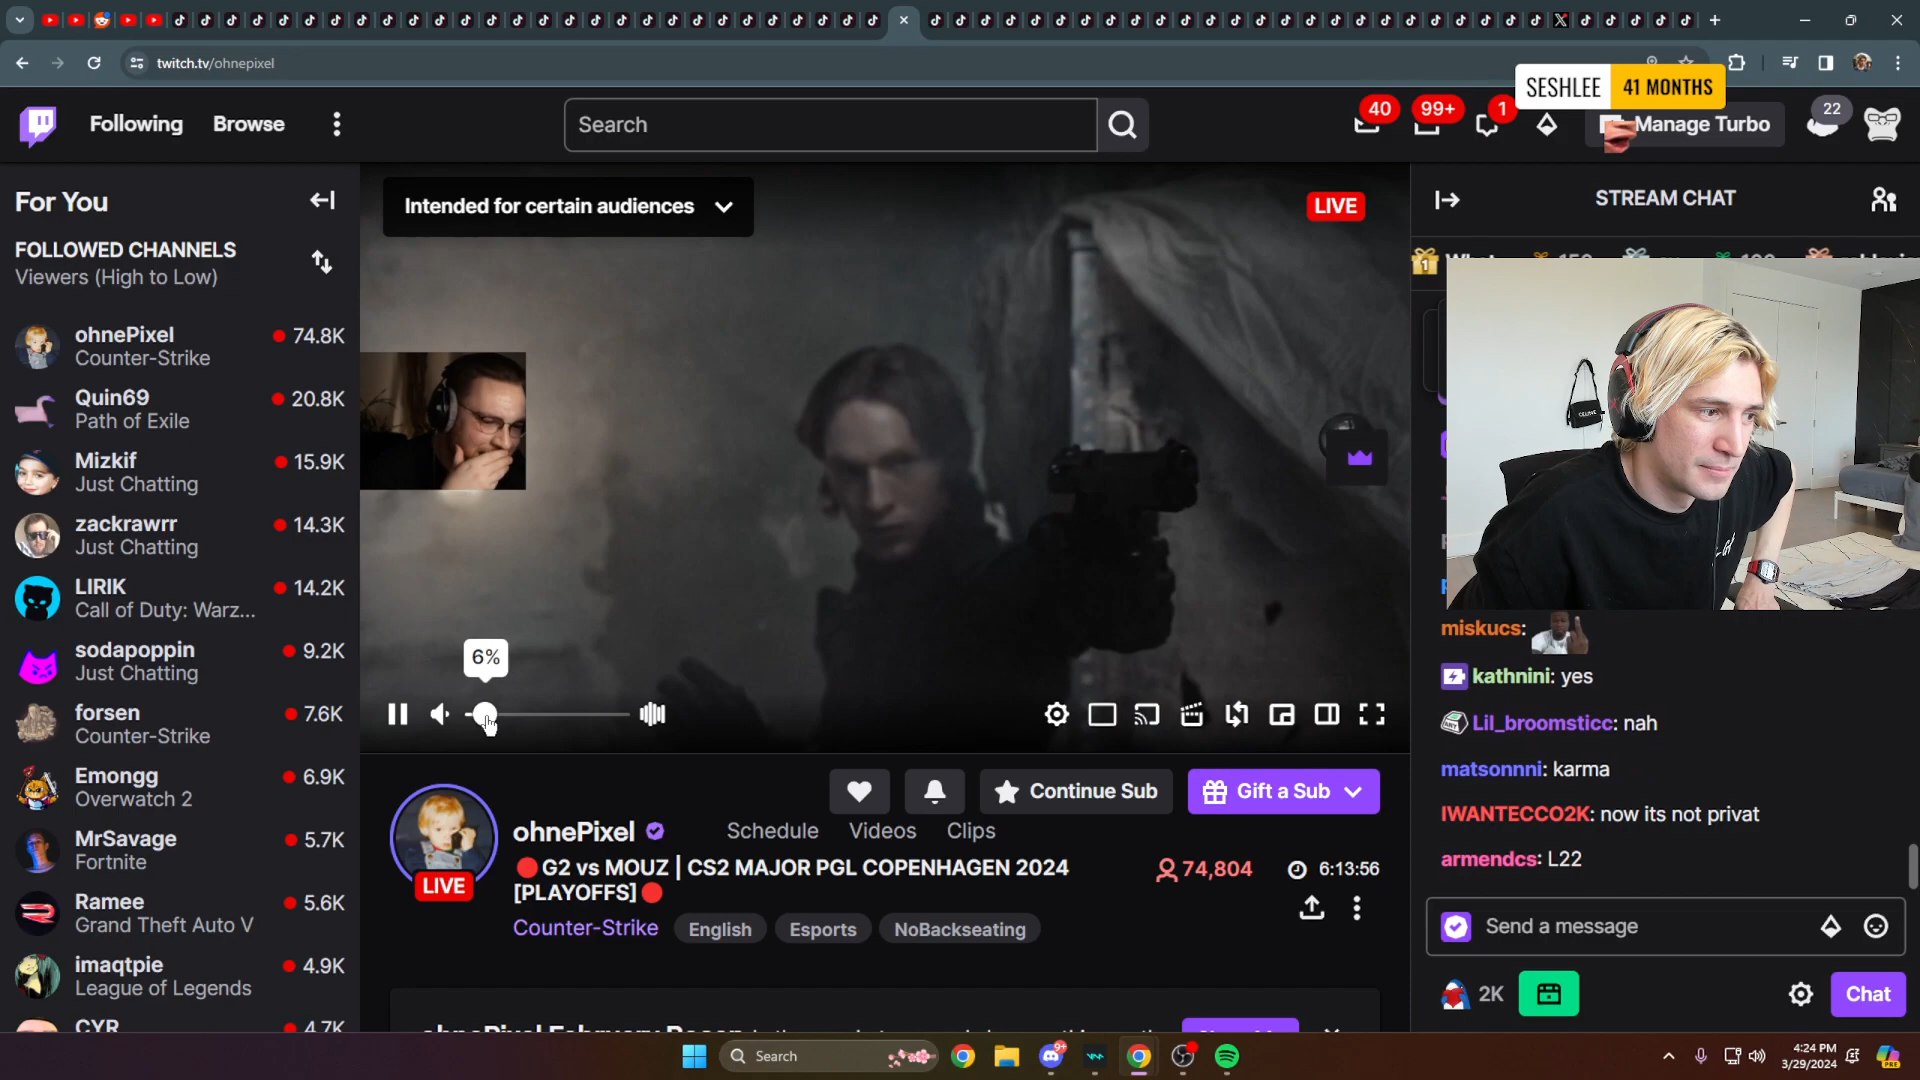 twitch.tv/ohnepixel
SESHLEE 41 MONTHS
Following Browse
Search
40 99+ 1
Manage Turbo
22
For You
FOLLOWED CHANNELS
Viewers (High to Low)
ohnePixel 74.8K
Counter-Strike
Quin69 20.8K
Path of Exile
Mizkif 15.9K
Just Chatting
zackrawrr 14.3K
Just Chatting
LIRIK 14.2K
Call of Duty: Warz...
sodapoppin 9.2K
Just Chatting
forsen 7.6K
Counter-Strike
Emongg 6.9K
Overwatch 2
MrSavage 5.7K
Fortnite
Ramee 5.6K
Grand Theft Auto V
imaqtpie 4.9K
League of Legends
CYR 4.7K
Intended for certain audiences
LIVE
6%
Continue Sub
Gift a Sub
ohnePixel Schedule Videos Clips
LIVE
G2 vs MOUZ | CS2 MAJOR PGL COPENHAGEN 2024
[PLAYOFFS]
74,804 6:13:56
Counter-Strike English Esports NoBackseating
STREAM CHAT
CELINE
miskucs:
kathnini: yes
Lil_broomsticc: nah
matsonnni: karma
IWANTECCO2K: now its not privat
armendcs: L22
Send a message
2K
Chat
Search
9+
4:24 PM
3/29/2024
PRE